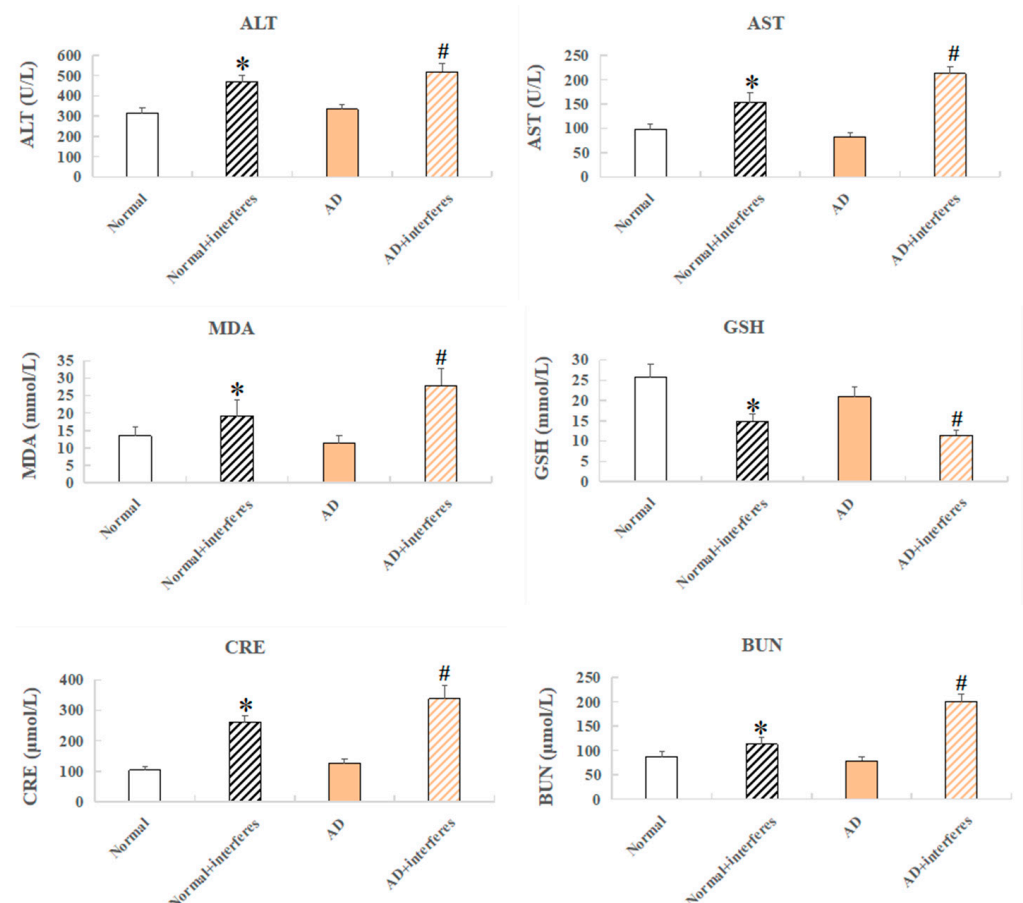 ALT
ALT (U/L)
600
500
400
300
200
100
0
*
#
Normal
Normal+interferes
AD
AD+interferes
AST
AST (U/L)
250
200
150
100
50
0
*
#
Normal
Normal+interferes
AD
AD+interferes
MDA
MDA (mmol/L)
35
30
25
20
15
10
5
0
*
#
Normal
Normal+interferes
AD
AD+interferes
GSH
GSH (mmol/L)
30
25
20
15
10
5
0
*
#
Normal
Normal+interferes
AD
AD+interferes
CRE
CRE (μmol/L)
400
300
200
100
0
*
#
Normal
Normal+interferes
AD
AD+interferes
BUN
BUN (μmol/L)
250
200
150
100
50
0
*
#
Normal
Normal+interferes
AD
AD+interferes